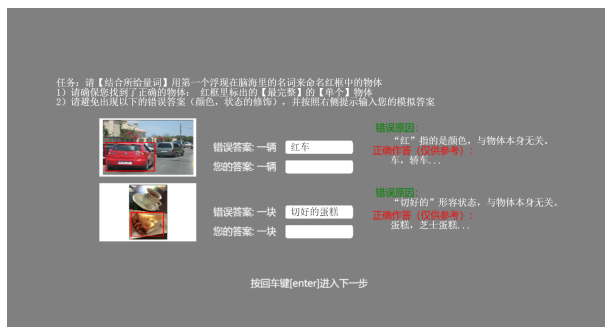 任务: 请【结合所给量词】用第一个浮现在脑海里的名词来命名红框中的物体
1) 请确保您找到了正确的物体: 红框里标出的【最完整】的【单个】物体
2) 请避免出现以下的错误答案 (颜色，状态的修饰) , 并按照右侧提示输入您的模拟答案
错误原因:
错误答案: 一辆 红车
“红” 指的是颜色，与物体本身无关。
正确作答（仅供参考）:
您的答案: 一辆
车, 轿车...
错误原因:
“切好的” 形容状态，与物体本身无关。
错误答案: 一块 切好的蛋糕
正确作答（仅供参考）:
蛋糕, 芝士蛋糕...
您的答案: 一块
按回车键[enter]进入下一步